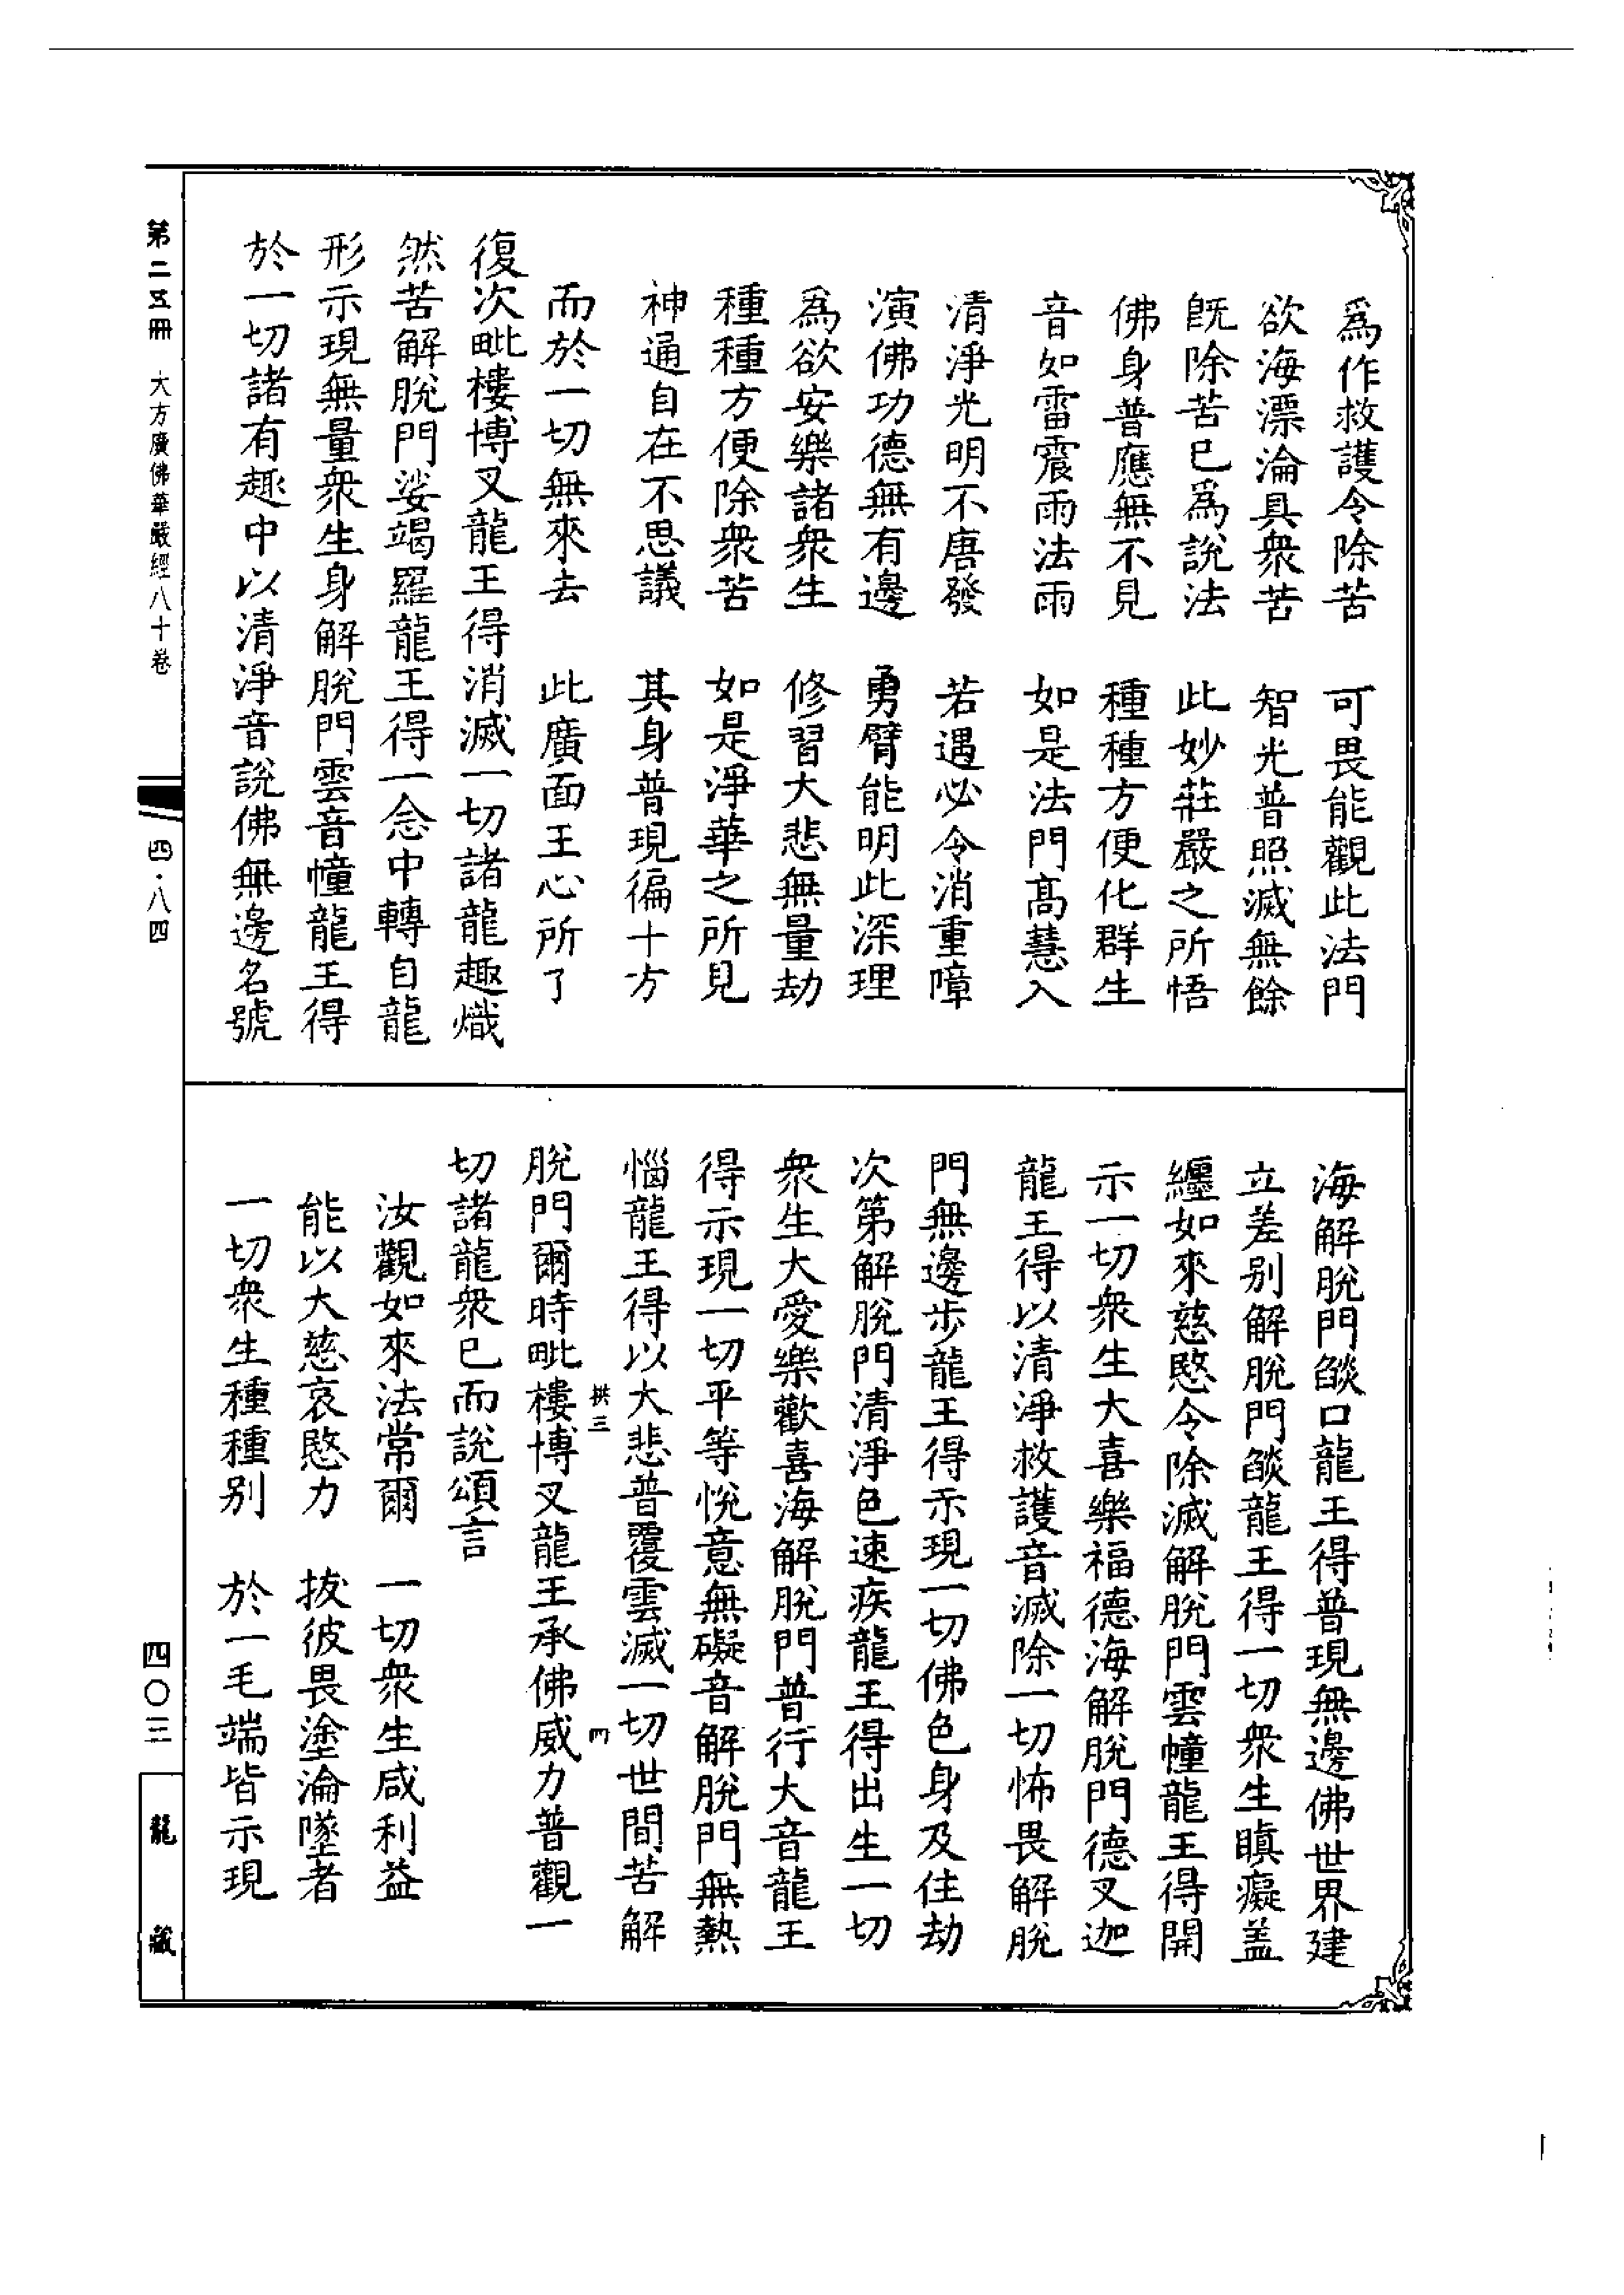 為作救護令除苦　可畏能觀此法門
欲海漂淪具衆苦　智光普照滅無餘
旣除苦已爲說法　此妙莊嚴之所悟
佛身普應無不見　種種方便化群生
音如雷震雨法雨　如是法門髙慧入
清淨光明不唐發　若遇必令消重障
演佛功德無有邊　勇臂能明此深理
為欲安樂諸衆生　修習大悲無量劫
種種方便除衆苦　如是淨華之所見
神通自在不思議　其身普現徧十方
而於一切無來去　此廣面王心所了
復次毗樓博叉龍王得消滅一切諸龍趣熾
然苦解脫門娑竭羅龍王得一念中轉自龍
形示現無量衆生身解脫門雲音幢龍王得
於一切諸有趣中以清淨音說佛無邊名號
海解脫門燄口龍王得普現無邊佛世界建
立差别解脫門燄龍王得一切衆生瞋癡盖
纏如來慈愍令除滅解脫門雲幢龍王得開
示一切衆生大喜樂福德海解脫門德叉迦
龍王得以清淨救護音滅除一切怖畏解脫
門無邊步龍王得示現一切佛色身及住劫
次第解脫門清淨色速疾龍王得出生一切
衆生大愛樂歡喜海解脫門普行大音龍王
得示現一切平等悅意無礙音解脫門無熱
惱龍王得以大悲普覆雲滅一切世間苦解
拱三　四
脫門爾時毗樓博叉龍王承佛威力普觀一
切諸龍衆已而說頌言
汝觀如來法常爾　一切衆生咸利益
能以大慈哀愍力　拔彼畏塗淪墜者
一切衆生種種别　於一毛端皆示現
第二五冊　大方廣佛華嚴經八十卷
四·八四
四〇三
龍藏